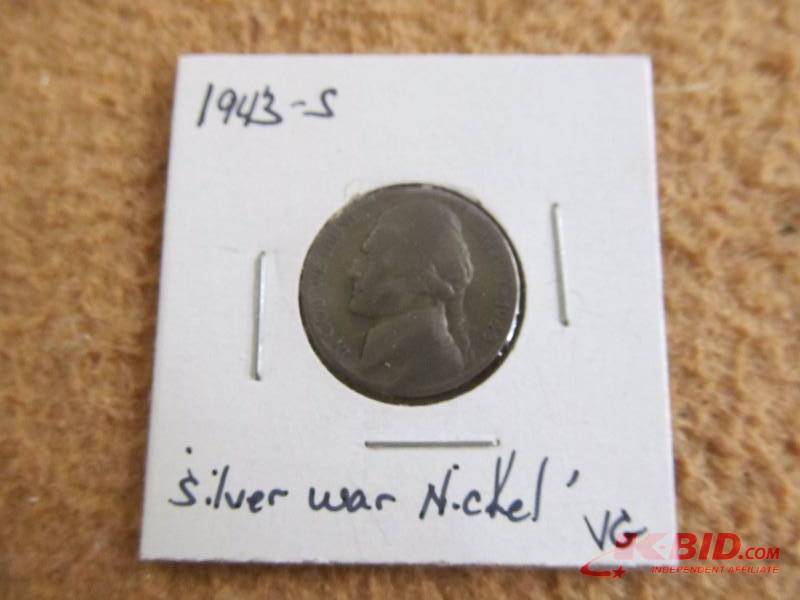 1943-S
'Silver war Nickel'
VG
K-BID.COM
INDEPENDENT AFFILIATE